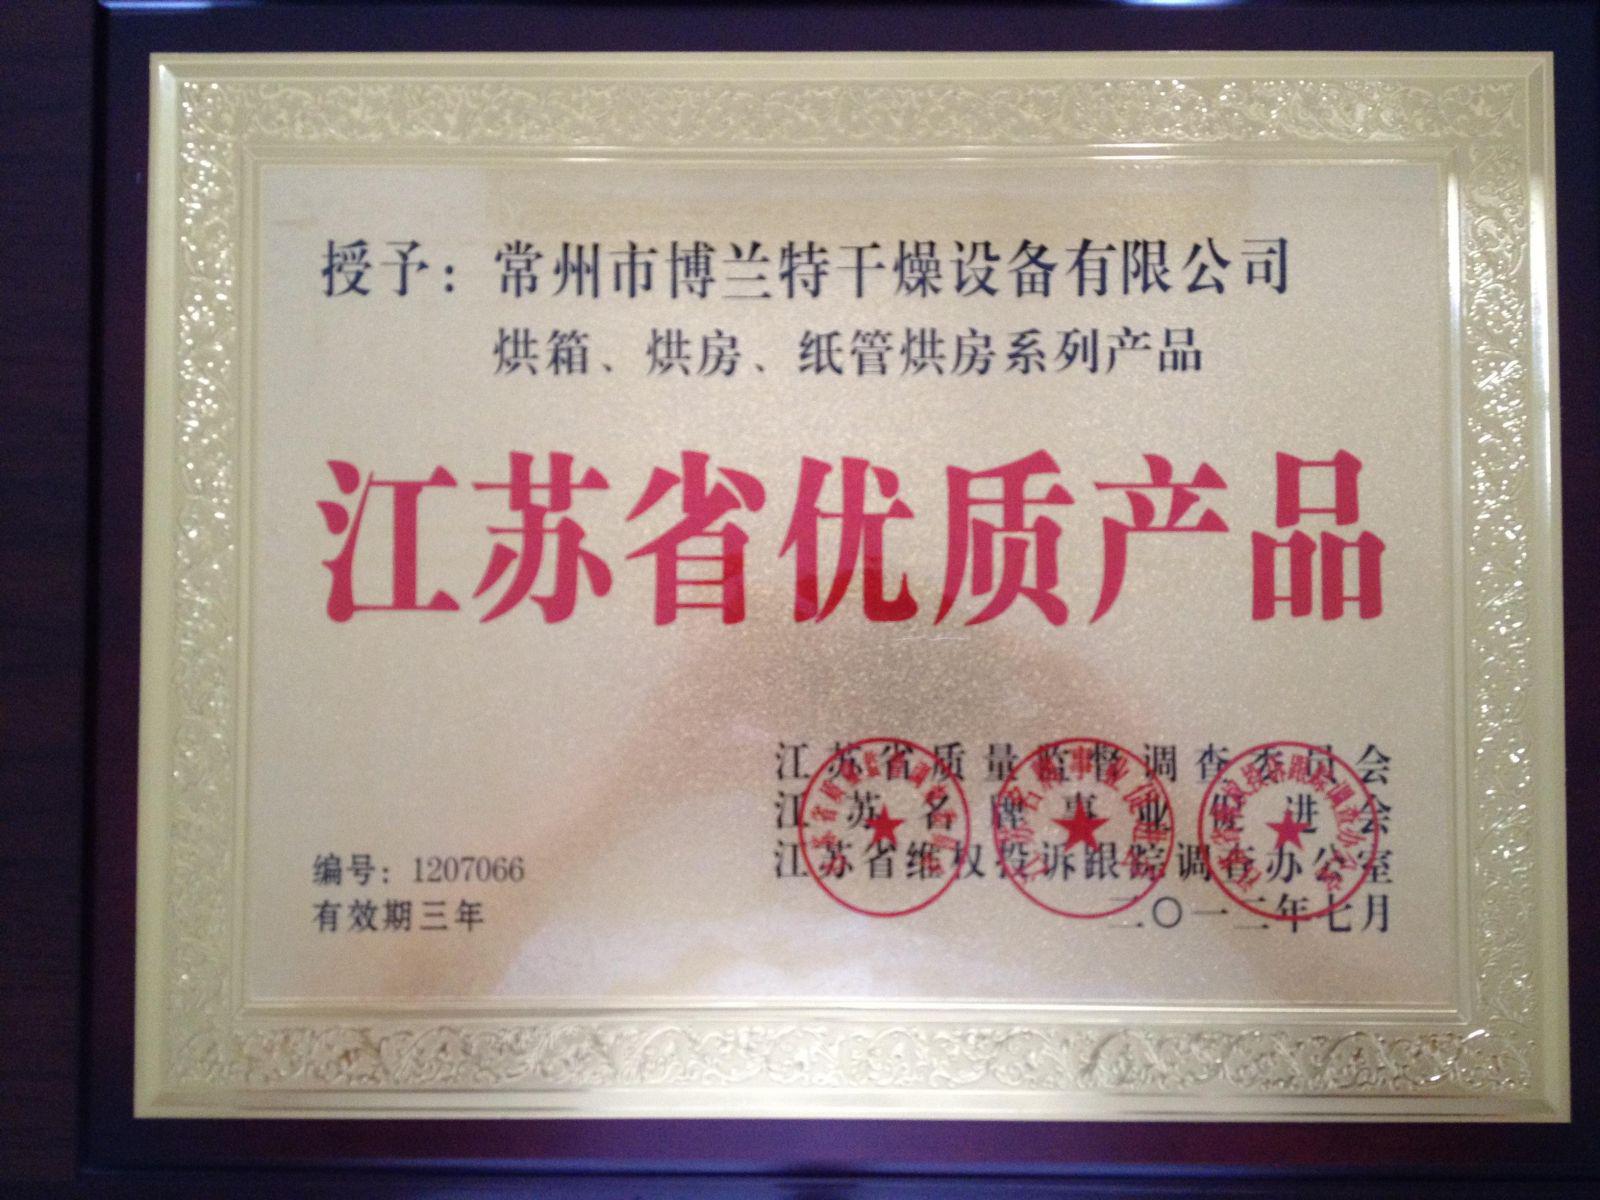 授予：常州市博兰特干燥设备有限公司
烘箱、烘房、纸管烘房系列产品
江苏省优质产品
江苏省质量监督调查委员会
江苏名牌事业促进会
江苏省维权投诉跟踪调查办公室
二〇一二年七月
编号：1207066
有效期三年